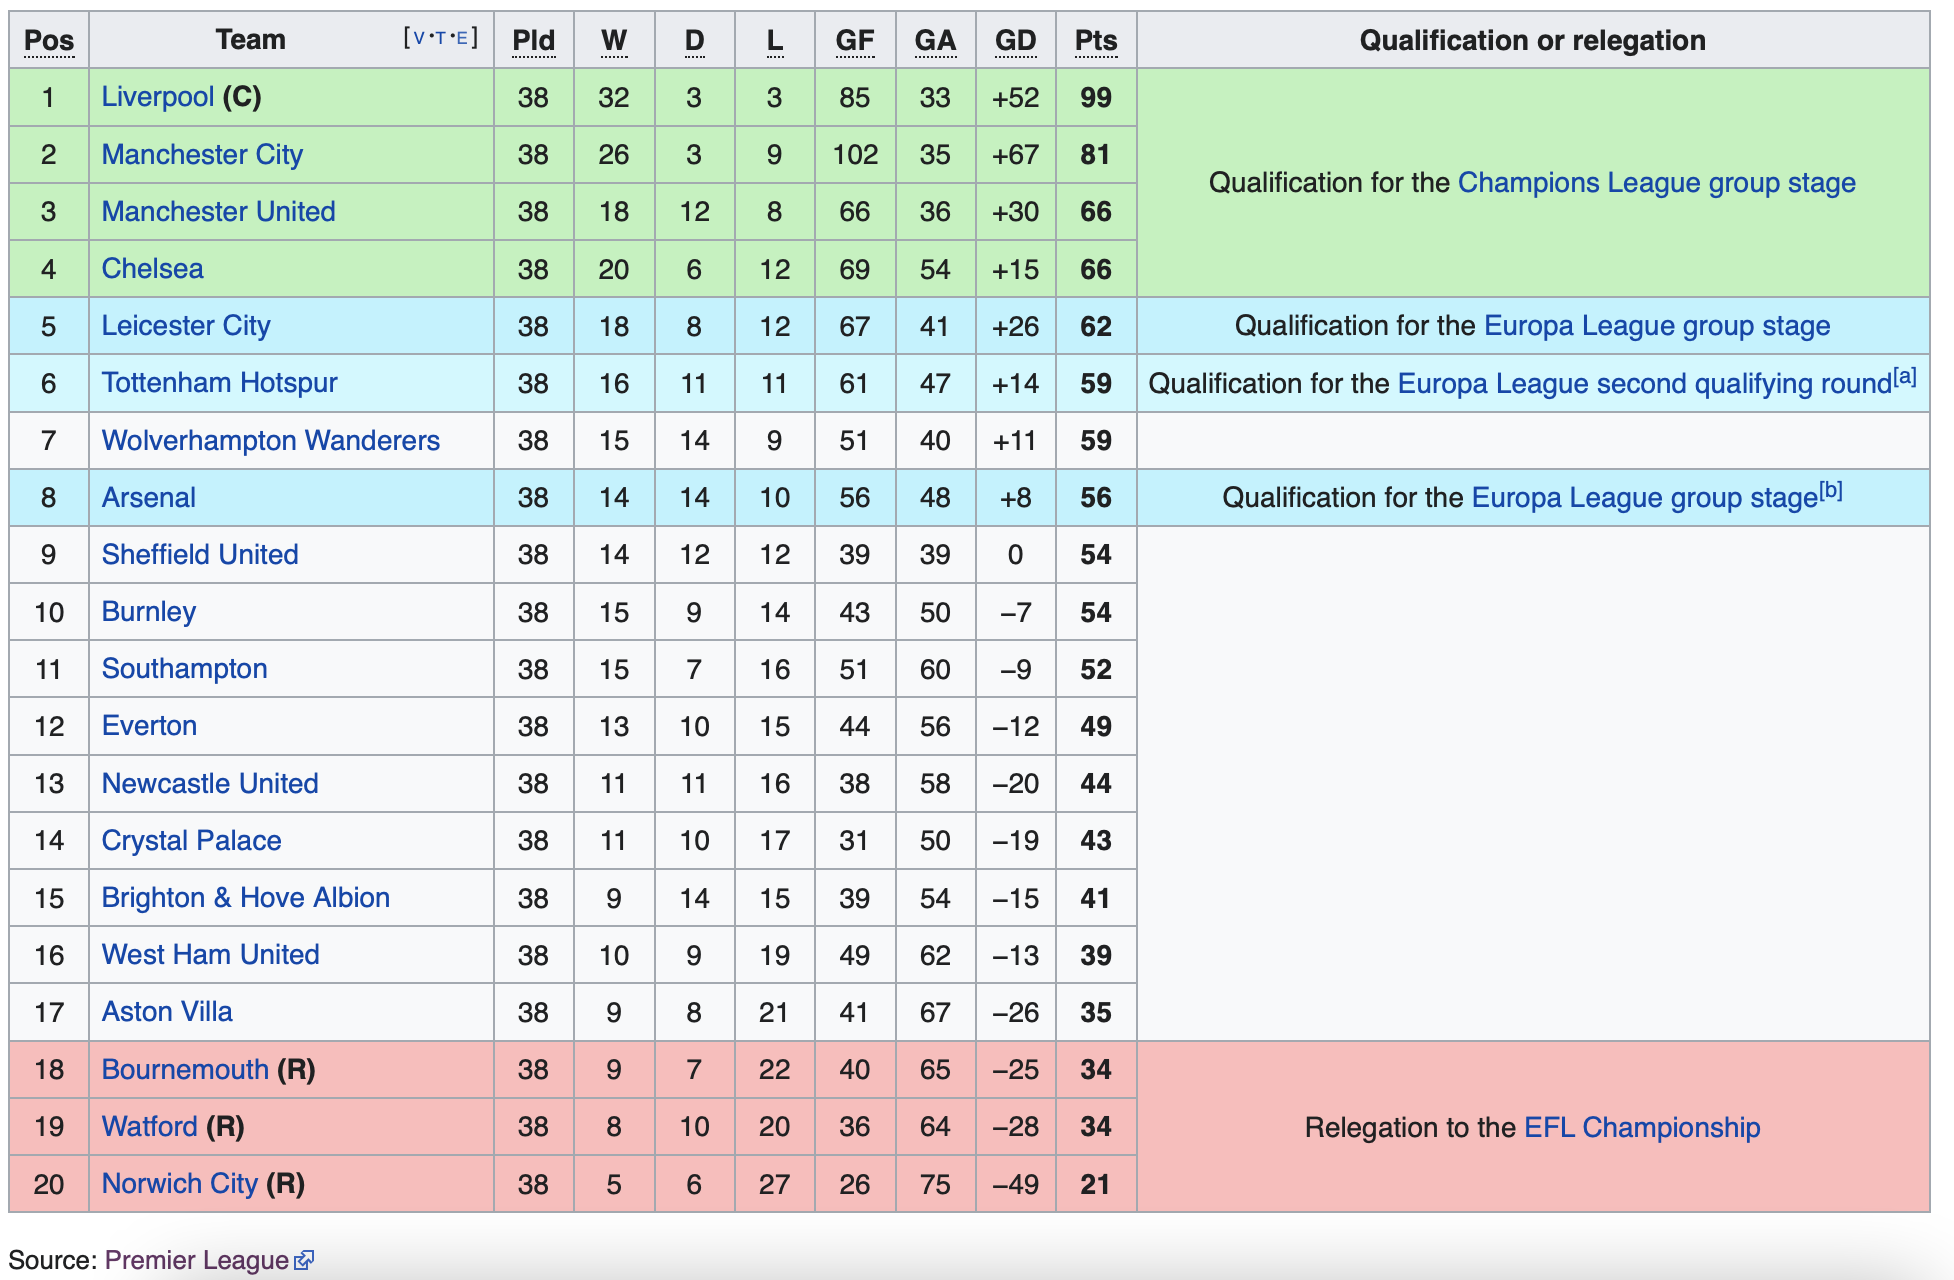 Pos Team [V·T·E] Pld W D L GF GA GD Pts Qualification or relegation
1 Liverpool (C) 38 32 3 3 85 33 +52 99
2 Manchester City 38 26 3 9 102 35 +67 81
Qualification for the Champions League group stage
3 Manchester United 38 18 12 8 66 36 +30 66
4 Chelsea 38 20 6 12 69 54 +15 66
5 Leicester City 38 18 8 12 67 41 +26 62 Qualification for the Europa League group stage
6 Tottenham Hotspur 38 16 11 11 61 47 +14 59 Qualification for the Europa League second qualifying round[a]
7 Wolverhampton Wanderers 38 15 14 9 51 40 +11 59
8 Arsenal 38 14 14 10 56 48 +8 56 Qualification for the Europa League group stage[b]
9 Sheffield United 38 14 12 12 39 39 0 54
10 Burnley 38 15 9 14 43 50 −7 54
11 Southampton 38 15 7 16 51 60 −9 52
12 Everton 38 13 10 15 44 56 −12 49
13 Newcastle United 38 11 11 16 38 58 −20 44
14 Crystal Palace 38 11 10 17 31 50 −19 43
15 Brighton & Hove Albion 38 9 14 15 39 54 −15 41
16 West Ham United 38 10 9 19 49 62 −13 39
17 Aston Villa 38 9 8 21 41 67 −26 35
18 Bournemouth (R) 38 9 7 22 40 65 −25 34
19 Watford (R) 38 8 10 20 36 64 −28 34 Relegation to the EFL Championship
20 Norwich City (R) 38 5 6 27 26 75 −49 21
Source: Premier League